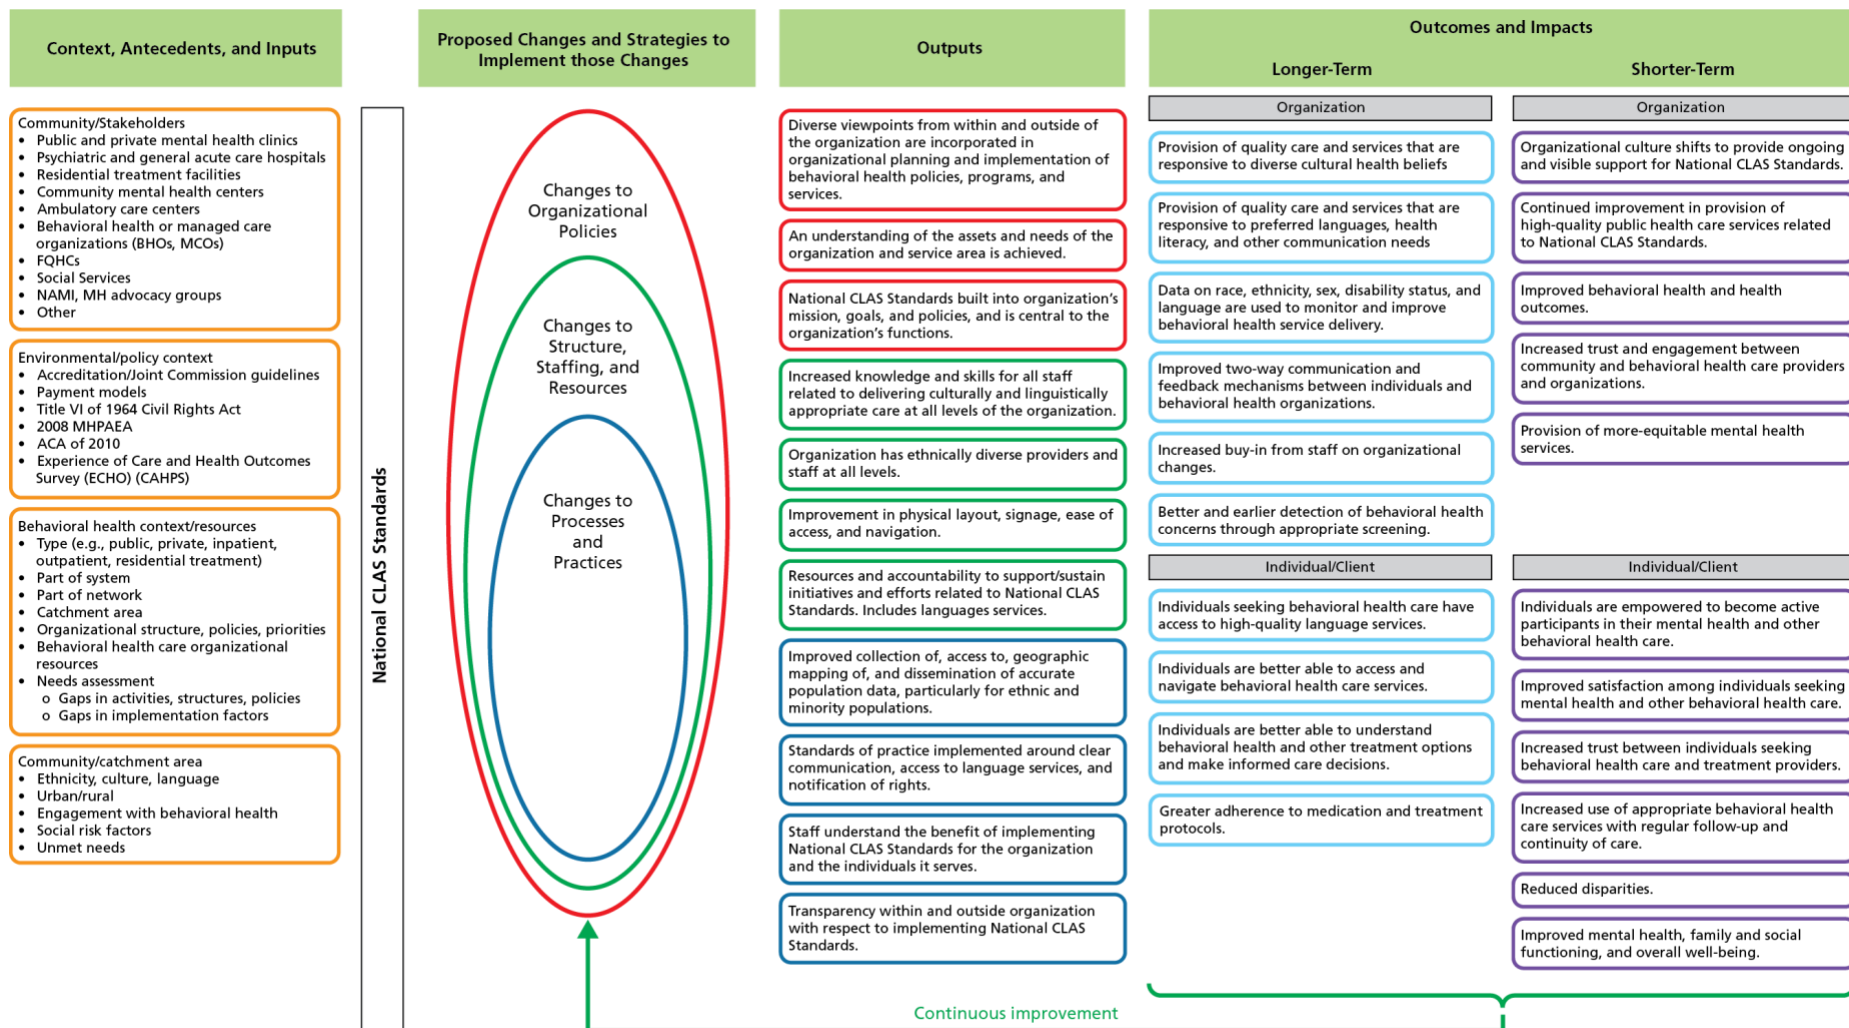 Context, Antecedents, and Inputs
Proposed Changes and Strategies to
Implement those Changes
Outputs
Outcomes and Impacts
Longer-Term
Shorter-Term
Community/Stakeholders
• Public and private mental health clinics
• Psychiatric and general acute care hospitals
• Residential treatment facilities
• Community mental health centers
• Ambulatory care centers
• Behavioral health or managed care
organizations (BHOs, MCOs)
• FQHCs
• Social Services
• NAMI, MH advocacy groups
• Other
Environmental/policy context
• Accreditation/Joint Commission guidelines
• Payment models
• Title VI of 1964 Civil Rights Act
• 2008 MHPAEA
• ACA of 2010
• Experience of Care and Health Outcomes
Survey (ECHO) (CAHPS)
Behavioral health context/resources
• Type (e.g., public, private, inpatient,
outpatient, residential treatment)
• Part of system
• Part of network
• Catchment area
• Organizational structure, policies, priorities
• Behavioral health care organizational
resources
• Needs assessment
o Gaps in activities, structures, policies
o Gaps in implementation factors
Community/catchment area
• Ethnicity, culture, language
• Urban/rural
• Engagement with behavioral health
• Social risk factors
• Unmet needs
National CLAS Standards
Changes to
Organizational
Policies
Changes to
Structure,
Staffing, and
Resources
Changes to
Processes
and
Practices
Diverse viewpoints from within and outside of
the organization are incorporated in
organizational planning and implementation of
behavioral health policies, programs, and
services.
An understanding of the assets and needs of the
organization and service area is achieved.
National CLAS Standards built into organization's
mission, goals, and policies, and is central to the
organization's functions.
Increased knowledge and skills for all staff
related to delivering culturally and linguistically
appropriate care at all levels of the organization.
Organization has ethnically diverse providers and
staff at all levels.
Improvement in physical layout, signage, ease of
access, and navigation.
Resources and accountability to support/sustain
initiatives and efforts related to National CLAS
Standards. Includes languages services.
Improved collection of, access to, geographic
mapping of, and dissemination of accurate
population data, particularly for ethnic and
minority populations.
Standards of practice implemented around clear
communication, access to language services, and
notification of rights.
Staff understand the benefit of implementing
National CLAS Standards for the organization
and the individuals it serves.
Transparency within and outside organization
with respect to implementing National CLAS
Standards.
Organization
Provision of quality care and services that are
responsive to diverse cultural health beliefs
Provision of quality care and services that are
responsive to preferred languages, health
literacy, and other communication needs
Data on race, ethnicity, sex, disability status, and
language are used to monitor and improve
behavioral health service delivery.
Improved two-way communication and
feedback mechanisms between individuals and
behavioral health organizations.
Increased buy-in from staff on organizational
changes.
Better and earlier detection of behavioral health
concerns through appropriate screening.
Individual/Client
Individuals seeking behavioral health care have
access to high-quality language services.
Individuals are better able to access and
navigate behavioral health care services.
Individuals are better able to understand
behavioral health and other treatment options
and make informed care decisions.
Greater adherence to medication and treatment
protocols.
Organization
Organizational culture shifts to provide ongoing
and visible support for National CLAS Standards.
Continued improvement in provision of
high-quality public health care services related
to National CLAS Standards.
Improved behavioral health and health
outcomes.
Increased trust and engagement between
community and behavioral health care providers
and organizations.
Provision of more-equitable mental health
services.
Individual/Client
Individuals are empowered to become active
participants in their mental health and other
behavioral health care.
Improved satisfaction among individuals seeking
mental health and other behavioral health care.
Increased trust between individuals seeking
behavioral health care and treatment providers.
Increased use of appropriate behavioral health
care services with regular follow-up and
continuity of care.
Reduced disparities.
Improved mental health, family and social
functioning, and overall well-being.
Continuous improvement